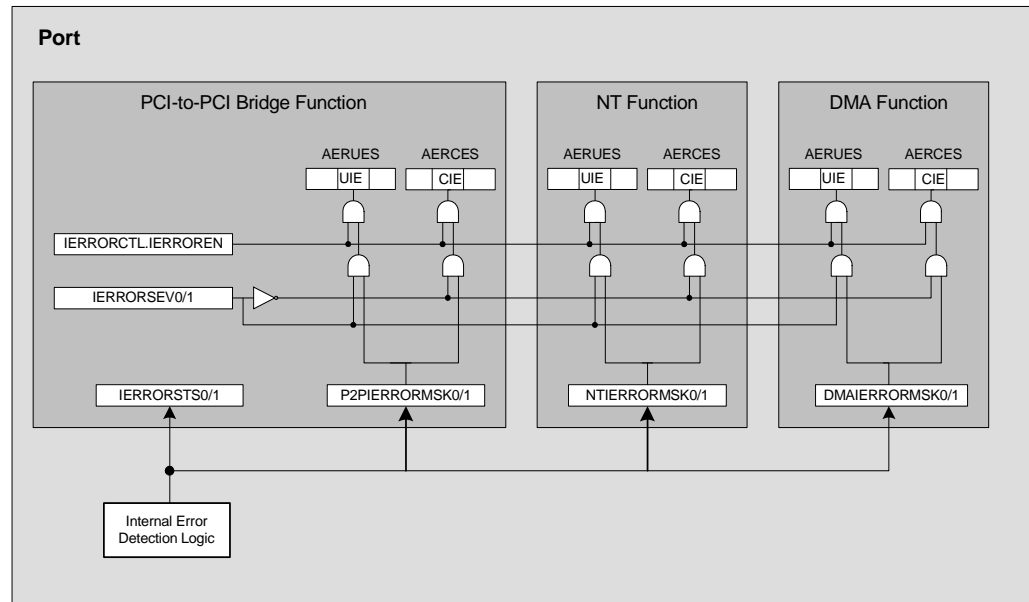 Port
PCI-to-PCI Bridge Function
NT Function
DMA Function
AERUES
AERCES
AERUES
AERCES
AERUES
AERCES
UIE
CIE
UIE
CIE
UIE
CIE
IERRORCTL.IERROREN
IERRORSEV0/1
IERRORSTS0/1
P2PIERRORMSK0/1
NTIERRORMSK0/1
DMAIERRORMSK0/1
Internal Error
Detection Logic